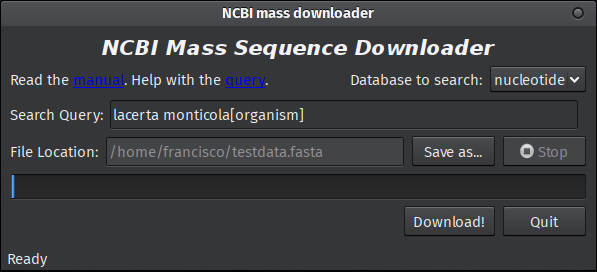 NCBI mass downloader
NCBI Mass Sequence Downloader
Read the manual. Help with the query. Database to search: nucleotide
Search Query: lacerta monticola[organism]
File Location: /home/francisco/testdata.fasta Save as... Stop
Download! Quit
Ready